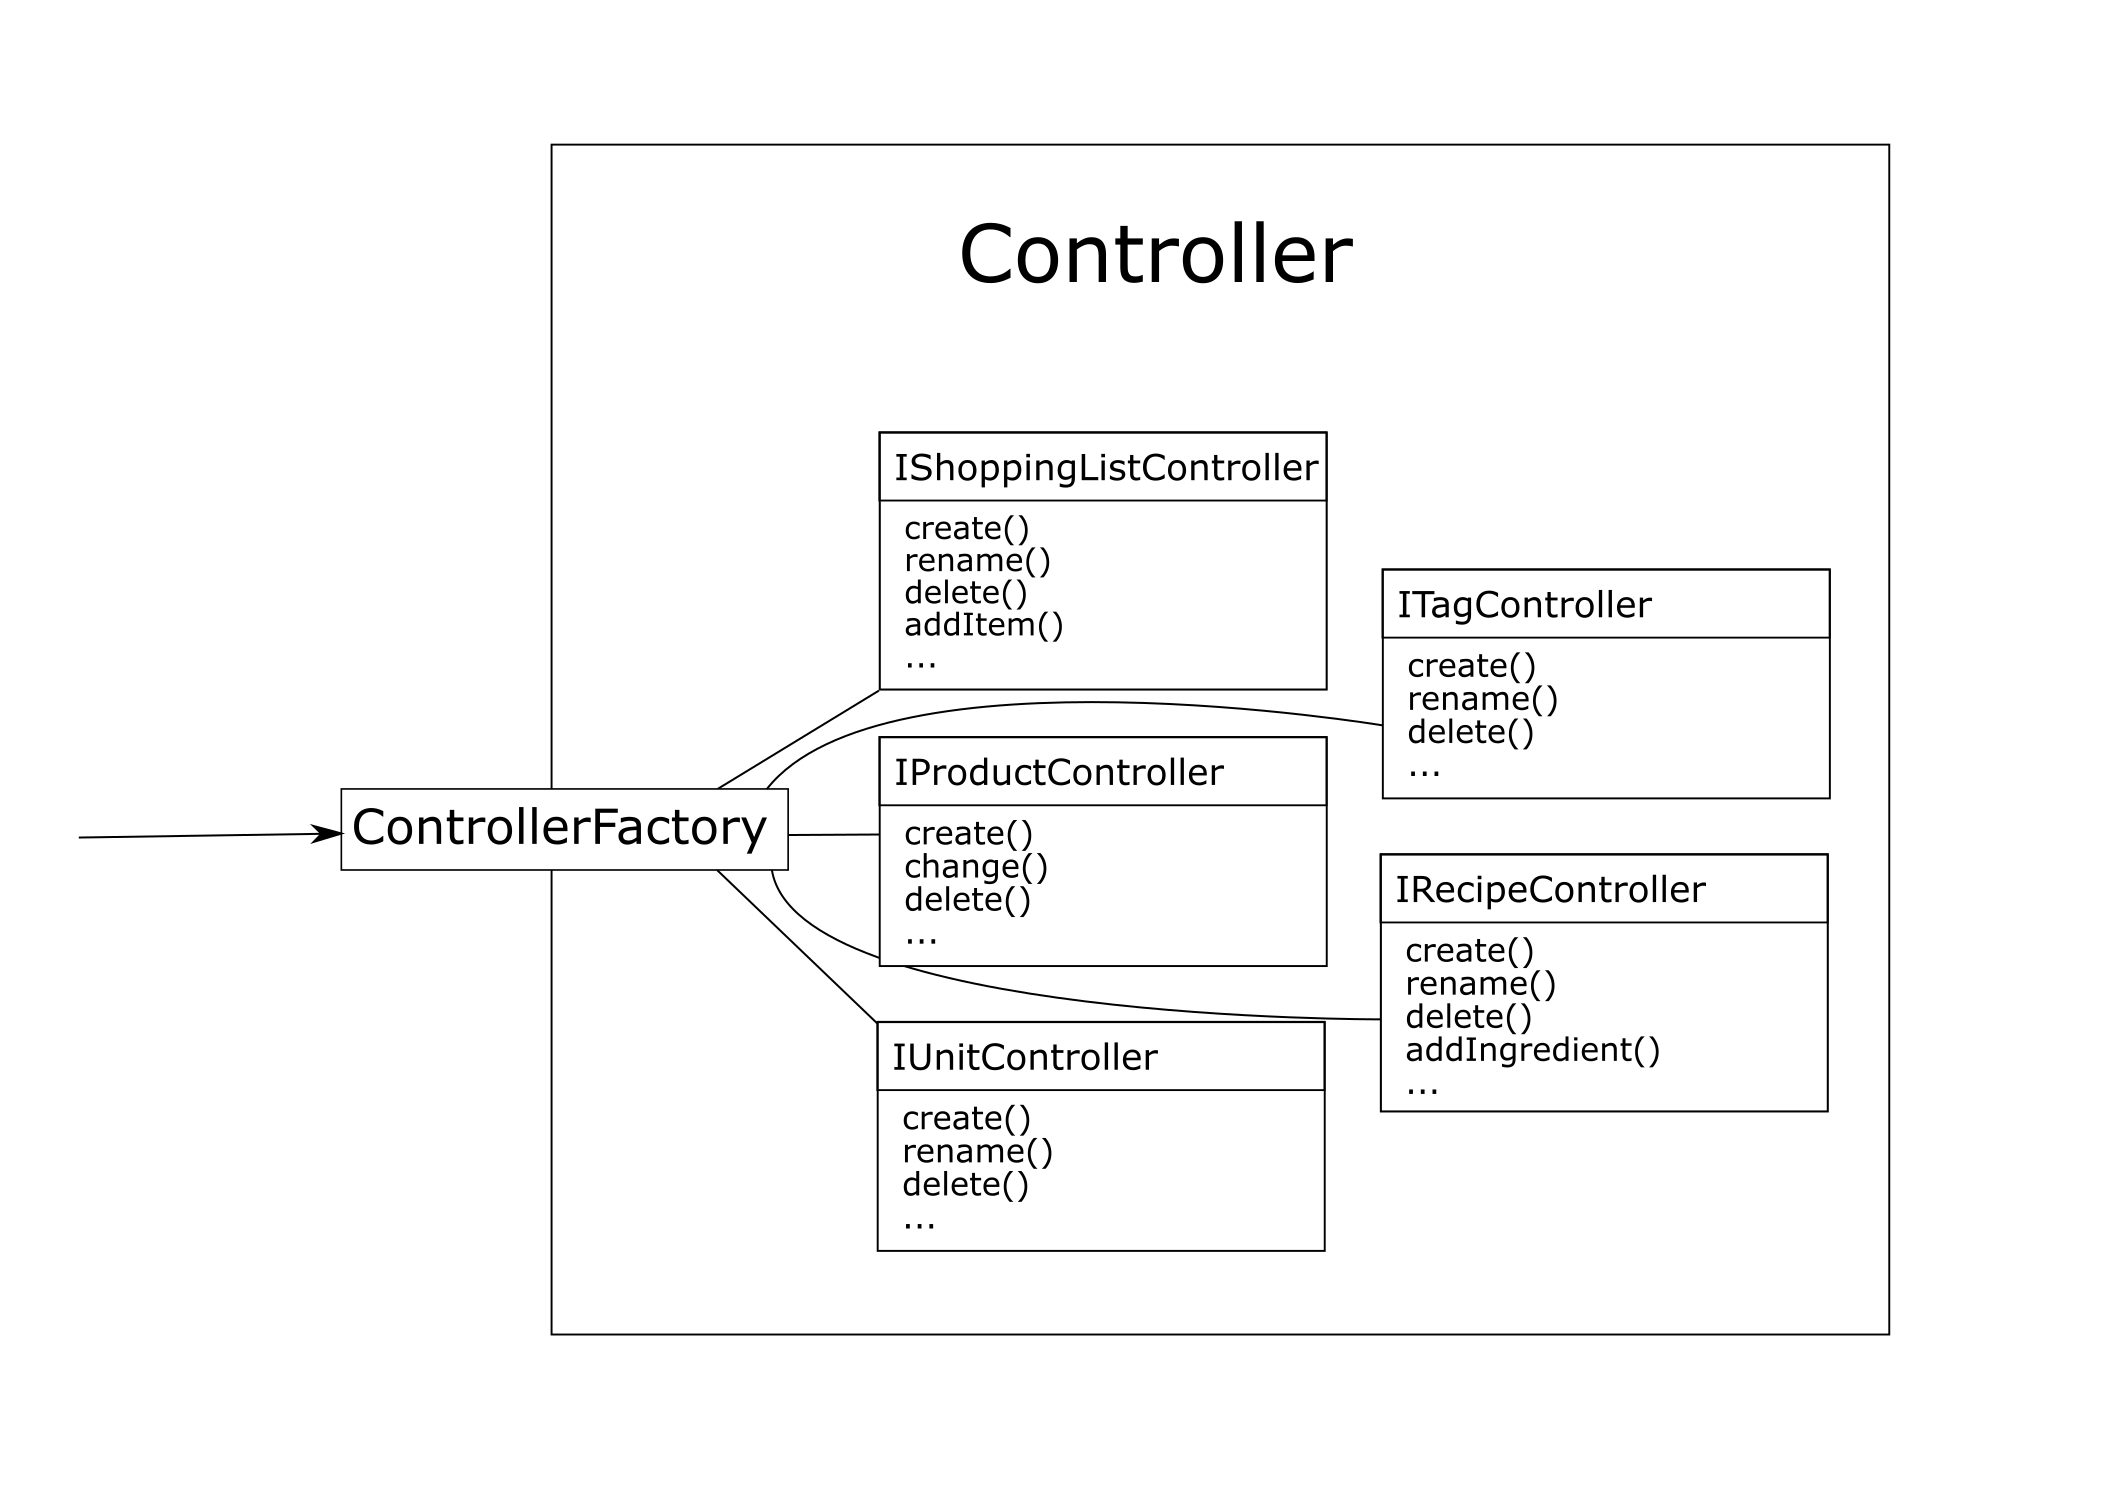 Controller
IShoppingListController
create()
rename()
delete()
addItem()
...
ITagController
create()
rename()
delete()
...
ControllerFactory
IProductController
create()
change()
delete()
...
IRecipeController
create()
rename()
delete()
addIngredient()
...
IUnitController
create()
rename()
delete()
...